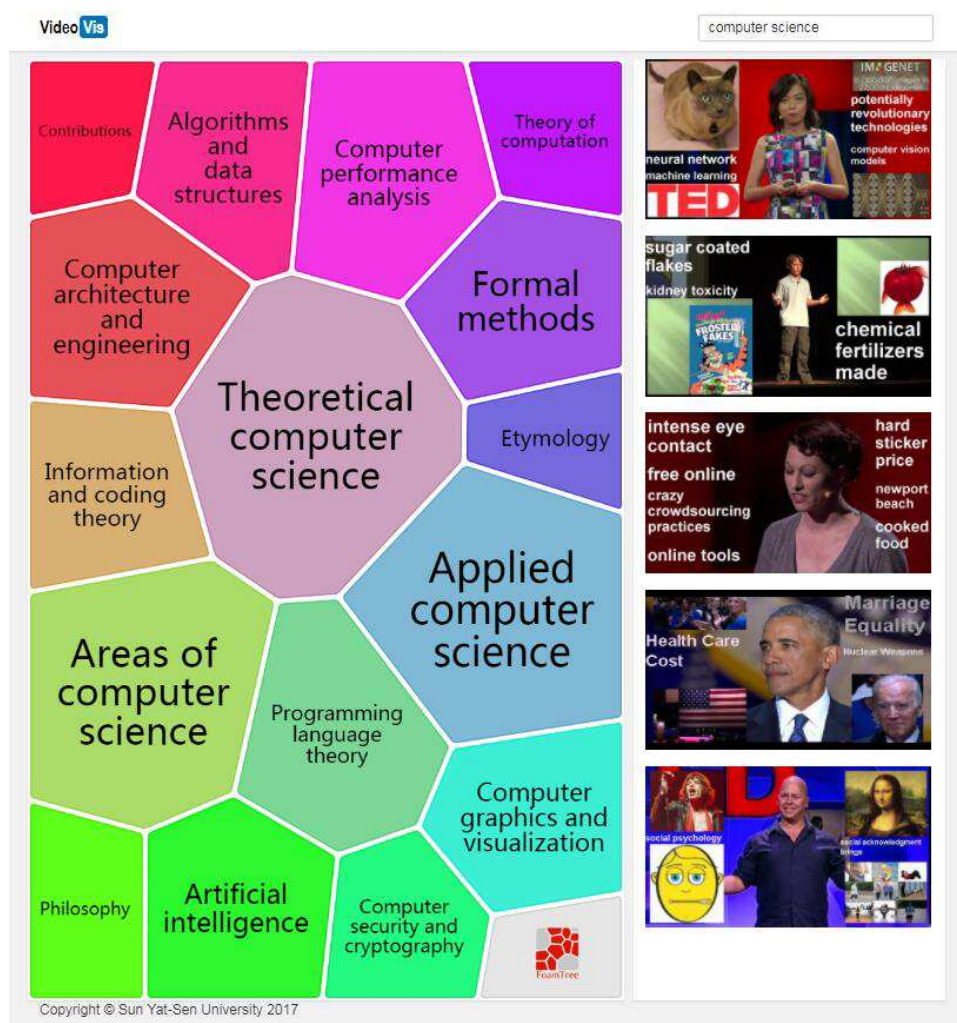 Video Vis
computer science
Contributions
Algorithms
and
data
structures
Computer
performance
analysis
Theory of
computation
Computer
architecture
and
engineering
Formal
methods
Theoretical
computer
science
Etymology
Information
and coding
theory
Applied
computer
science
Areas of
computer
science
Programming
language
theory
Computer
graphics and
visualization
Philosophy
Artificial
intelligence
Computer
security and
cryptography
FoamTree
IM GENET
potentially
revolutionary
technologies
computer vision
models
neural network
machine learning
TED
sugar coated
flakes
kidney toxicity
chemical
fertilizers
made
intense eye
contact
free online
crazy
crowdsourcing
practices
online tools
hard
sticker
price
newport
beach
cooked
food
Marriage
Equality
Health Care
Cost
Nuclear Weapons
social psychology
social acknowledgment
brings
Copyright © Sun Yat-Sen University 2017